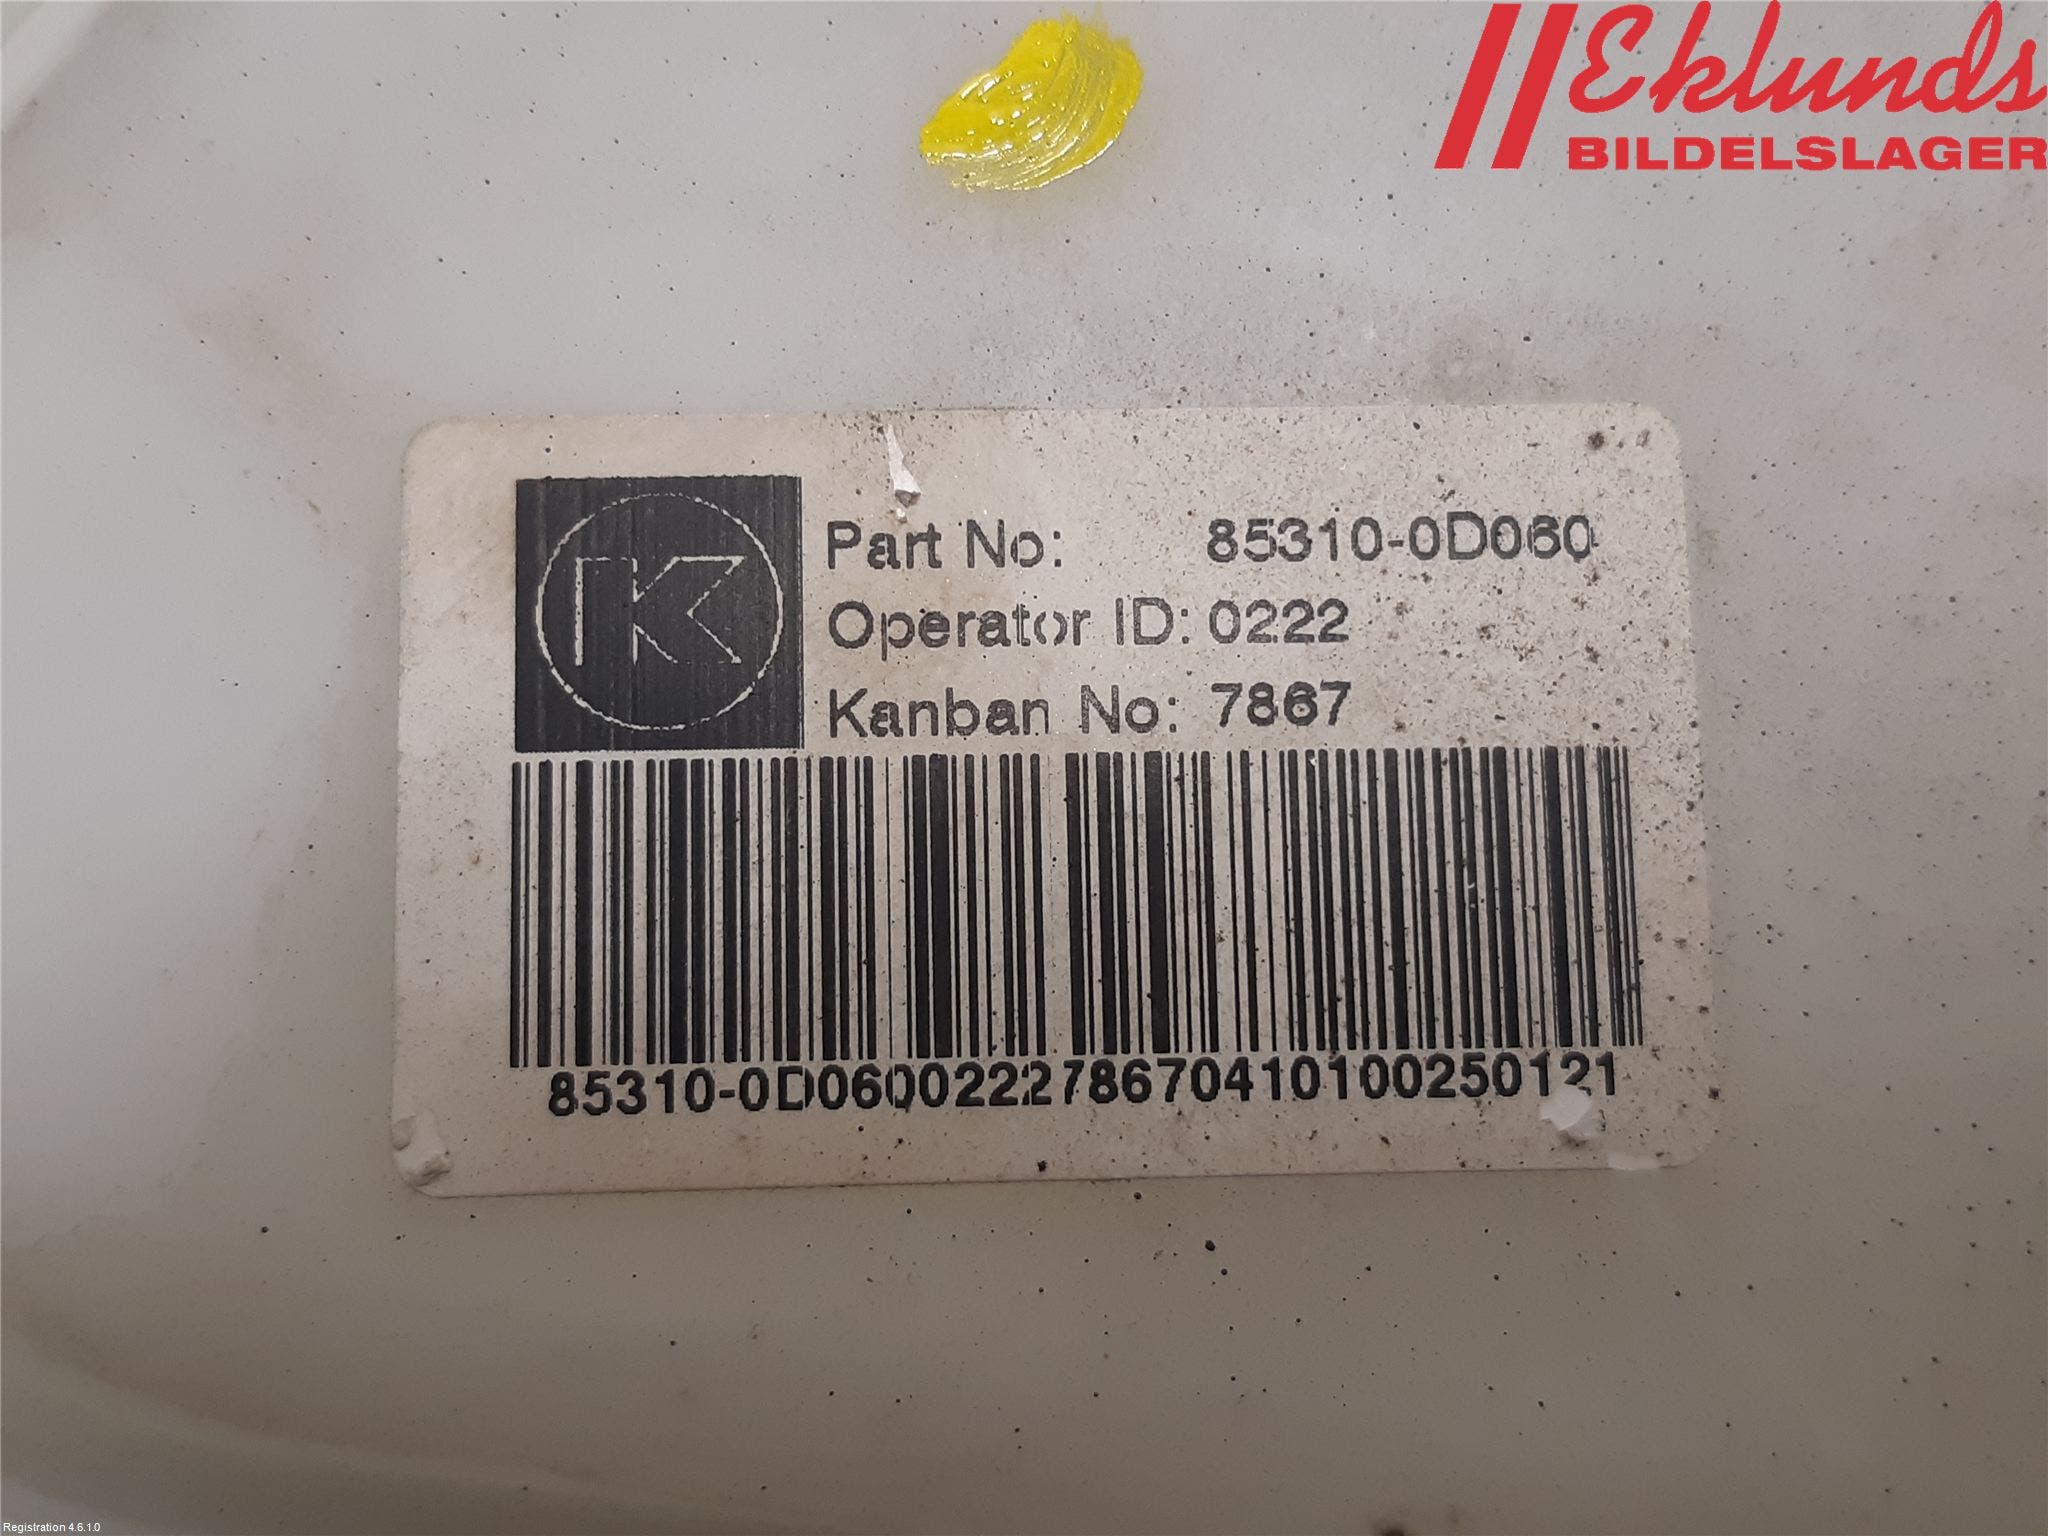 Eklunds
BILDELSLAGER
K
Part No: 85310-0D060
Operator ID: 0222
Kanban No: 7867
85310-0D0600222786704101002501​21
Registration 4.6.1.0